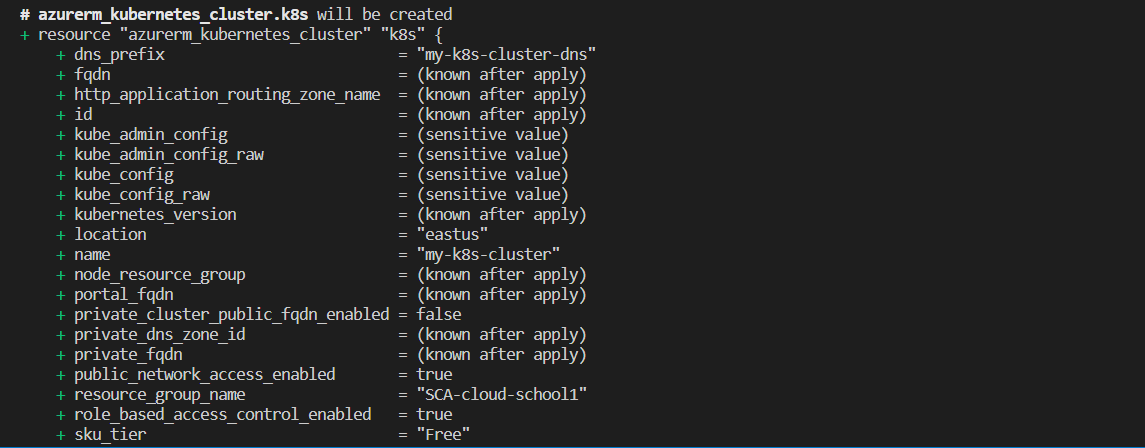 # azurerm_kubernetes_cluster.k8s will be created
+ resource "azurerm_kubernetes_cluster" "k8s" {
+ dns_prefix = "my-k8s-cluster-dns"
+ fqdn = (known after apply)
+ http_application_routing_zone_name = (known after apply)
+ id = (known after apply)
+ kube_admin_config = (sensitive value)
+ kube_admin_config_raw = (sensitive value)
+ kube_config = (sensitive value)
+ kube_config_raw = (sensitive value)
+ kubernetes_version = (known after apply)
+ location = "eastus"
+ name = "my-k8s-cluster"
+ node_resource_group = (known after apply)
+ portal_fqdn = (known after apply)
+ private_cluster_public_fqdn_enabled = false
+ private_dns_zone_id = (known after apply)
+ private_fqdn = (known after apply)
+ public_network_access_enabled = true
+ resource_group_name = "SCA-cloud-school1"
+ role_based_access_control_enabled = true
+ sku_tier = "Free"